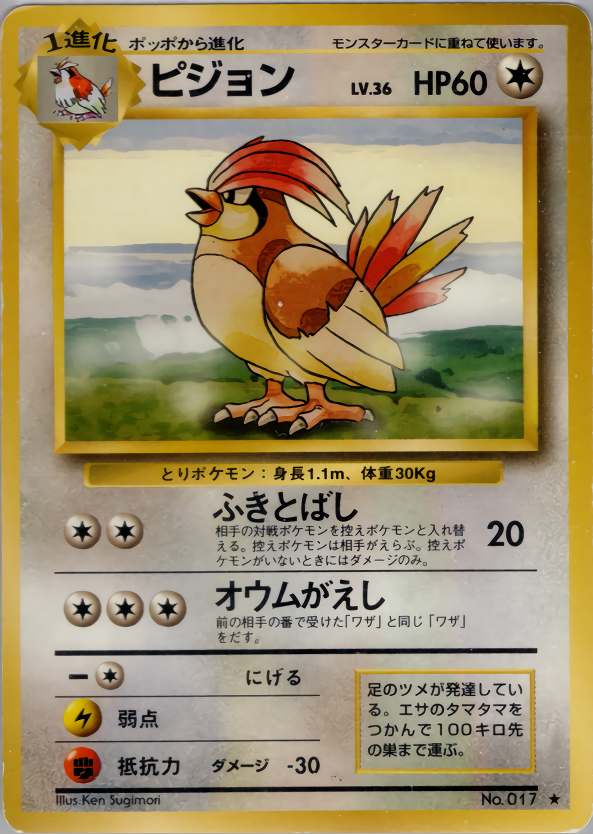 1進化 ポッポから進化 モンスターカードに重ねて使います。
ピジョン LV.36 HP60
とりポケモン：身長1.1m、体重30Kg
ふきとばし
相手の対戦ポケモンを控えポケモンと入れ替
える。控えポケモンは相手がえらぶ。控えポ
ケモンがいないときにはダメージのみ。
20
オウムがえし
前の相手の番で受けた「ワザ」と同じ「ワザ」
をだす。
にげる
弱点
抵抗力 ダメージ -30
足のツメが発達してい
る。エサのタマタマを
つかんで100キロ先
の巣まで運ぶ。
Illus.Ken Sugimori No.017 ★